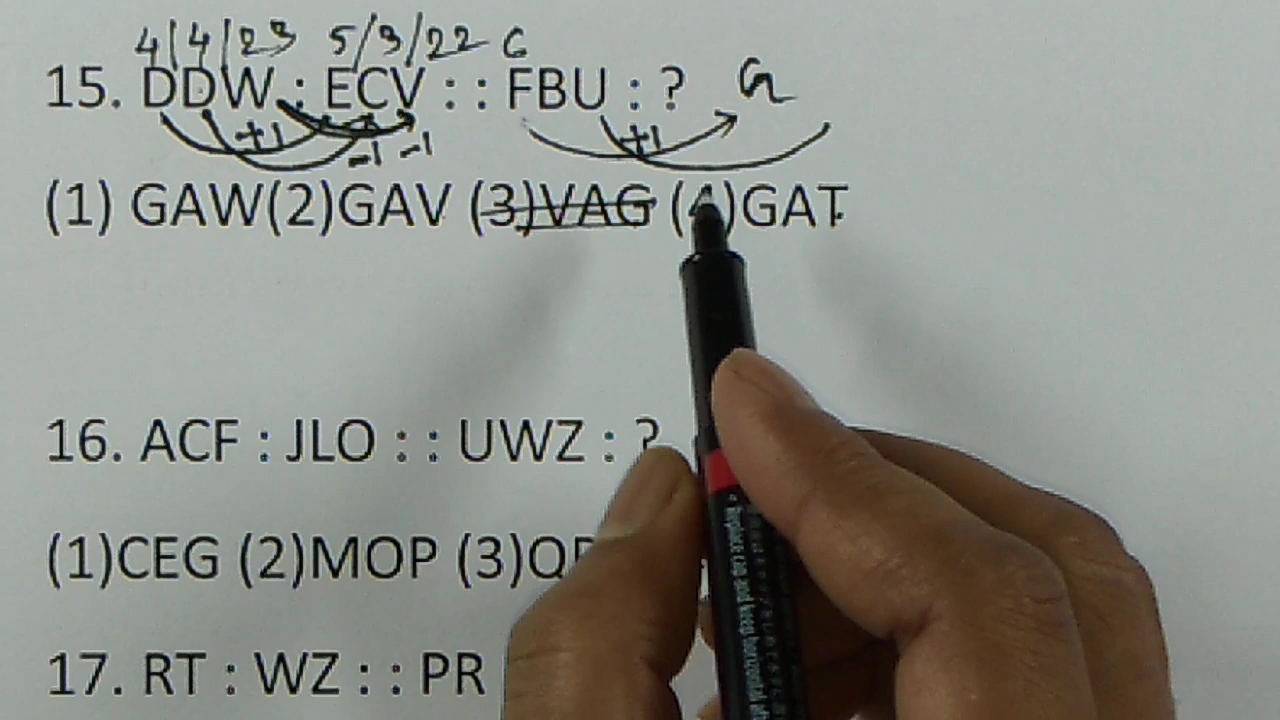 4/4/23 5/3/22 6
15. DDW : ECV : : FBU : ? G
+1 -1 -1 +1
(1) GAW(2)GAV (3)VAG (4)GAT
16. ACF : JLO : : UWZ : ?
(1)CEG (2)MOP (3)Q
17. RT : WZ : : PR